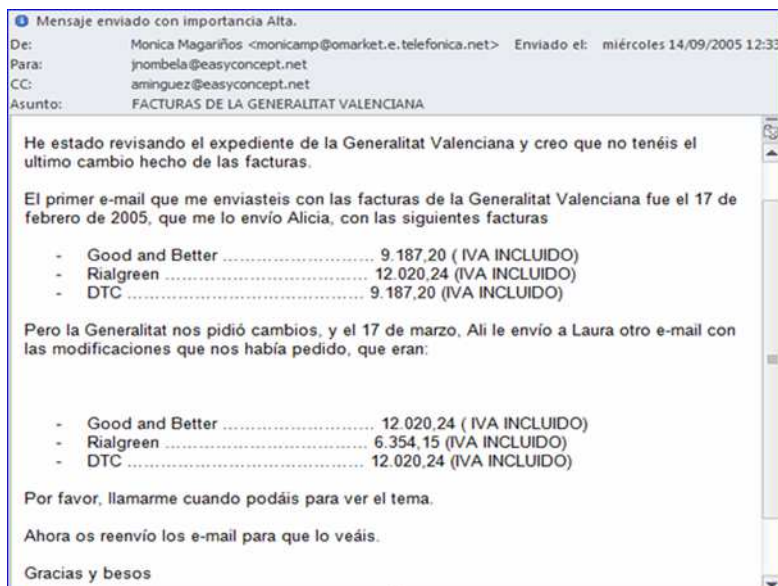 Mensaje enviado con importancia Alta.
De: Monica Magariños <monicamp@omarket.e.telefonica.net> Enviado el: miércoles 14/09/2005 12:33
Para: jnombela@easyconcept.net
CC: aminguez@easyconcept.net
Asunto: FACTURAS DE LA GENERALITAT VALENCIANA
He estado revisando el expediente de la Generalitat Valenciana y creo que no tenéis el
ultimo cambio hecho de las facturas.
El primer e-mail que me enviasteis con las facturas de la Generalitat Valenciana fue el 17 de
febrero de 2005, que me lo envío Alicia, con las siguientes facturas
- Good and Better ............................ 9.187,20 ( IVA INCLUIDO)
- Rialgreen ..................................... 12.020,24 (IVA INCLUIDO)
- DTC ........................................... 9.187,20 (IVA INCLUIDO)
Pero la Generalitat nos pidió cambios, y el 17 de marzo, Ali le envío a Laura otro e-mail con
las modificaciones que nos había pedido, que eran:
- Good and Better ............................ 12.020,24 ( IVA INCLUIDO)
- Rialgreen ..................................... 6.354,15 (IVA INCLUIDO)
- DTC ........................................... 12.020,24 (IVA INCLUIDO)
Por favor, llamarme cuando podáis para ver el tema.
Ahora os reenvío los e-mail para que lo veáis.
Gracias y besos